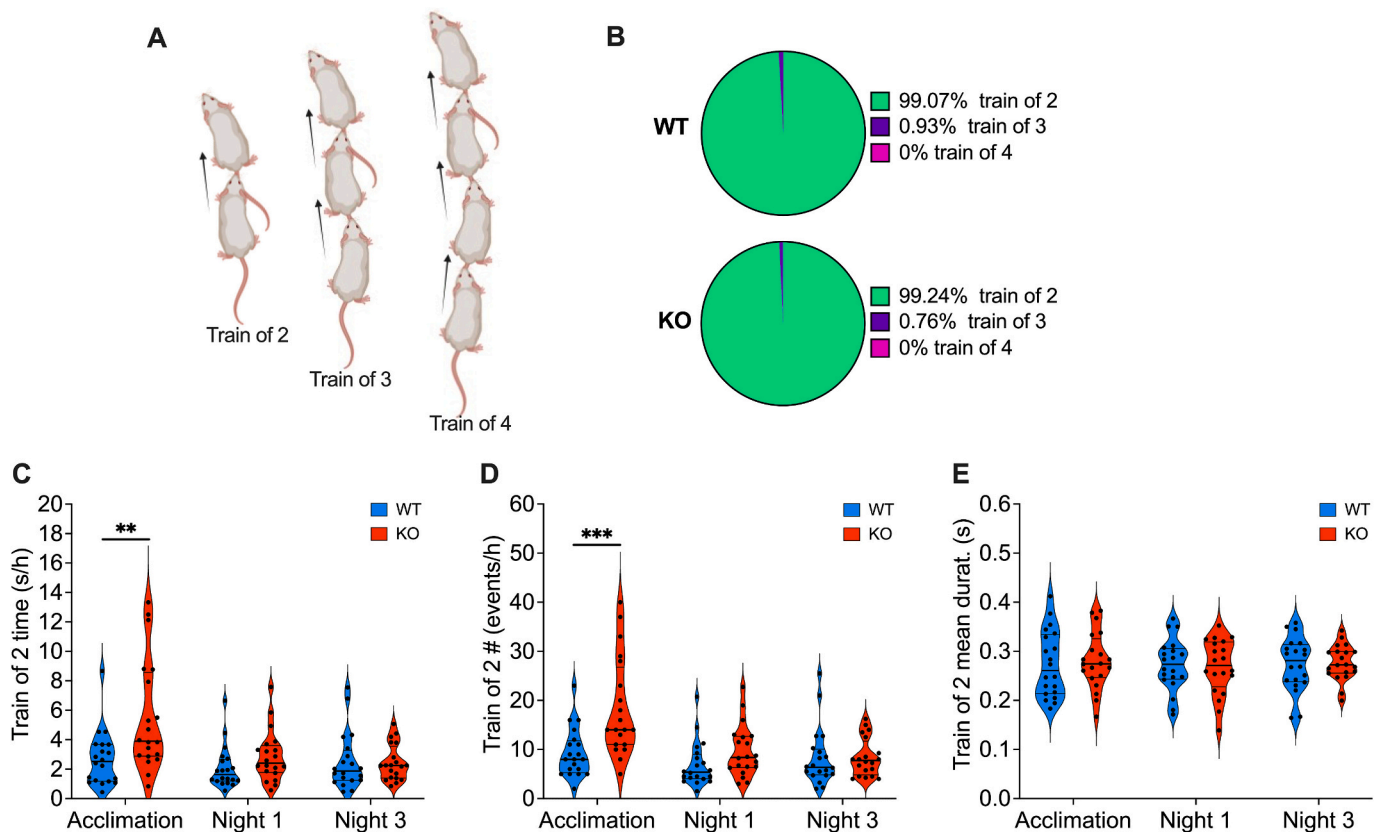 A
Train of 2
Train of 3
Train of 4
B
WT
99.07% train of 2
0.93% train of 3
0% train of 4
KO
99.24% train of 2
0.76% train of 3
0% train of 4
C
Train of 2 time (s/h)
20
18
16
14
12
10
8
6
4
2
0
**
WT
KO
Acclimation Night 1 Night 3
D
Train of 2 # (events/h)
60
50
40
30
20
10
0
***
WT
KO
Acclimation Night 1 Night 3
E
Train of 2 mean durat. (s)
0.6
0.5
0.4
0.3
0.2
0.1
0.0
WT
KO
Acclimation Night 1 Night 3